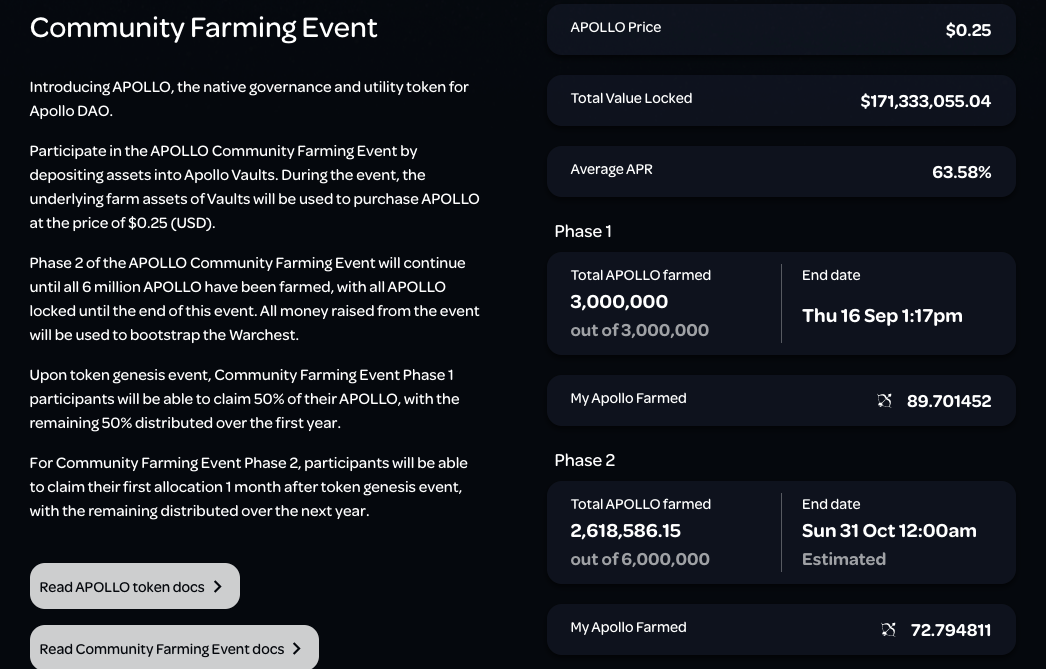 Community Farming Event
Introducing APOLLO, the native governance and utility token for
Apollo DAO.
Participate in the APOLLO Community Farming Event by
depositing assets into Apollo Vaults. During the event, the
underlying farm assets of Vaults will be used to purchase APOLLO
at the price of $0.25 (USD).
Phase 2 of the APOLLO Community Farming Event will continue
until all 6 million APOLLO have been farmed, with all APOLLO
locked until the end of this event. All money raised from the event
will be used to bootstrap the Warchest.
Upon token genesis event, Community Farming Event Phase 1
participants will be able to claim 50% of their APOLLO, with the
remaining 50% distributed over the first year.
For Community Farming Event Phase 2, participants will be able
to claim their first allocation 1 month after token genesis event,
with the remaining distributed over the next year.
Read APOLLO token docs
Read Community Farming Event docs
APOLLO Price
$0.25
Total Value Locked
$171,333,055.04
Average APR
63.58%
Phase 1
Total APOLLO farmed
3,000,000
out of 3,000,000
End date
Thu 16 Sep 1:17pm
My Apollo Farmed
89.701452
Phase 2
Total APOLLO farmed
2,618,586.15
out of 6,000,000
End date
Sun 31 Oct 12:00am
Estimated
My Apollo Farmed
72.794811